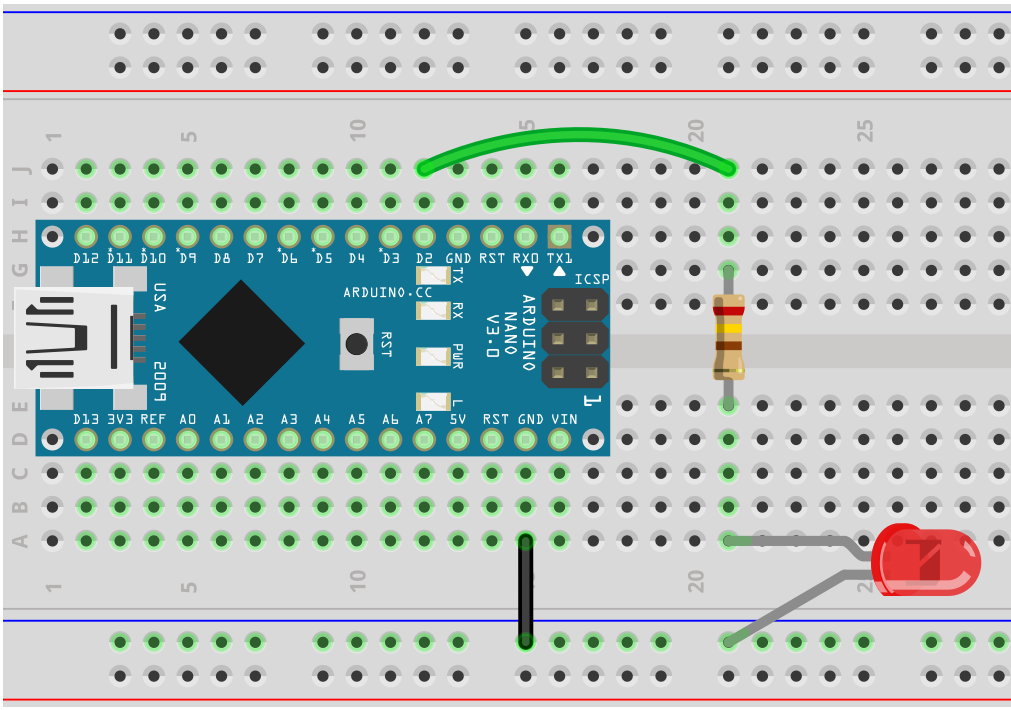 1 5 10 15 20 25
J
I
H
G
F
D12 *D11 *D10 *D9 D8 D7 *D6 *D5 D4 *D3 D2 GND RST RX0 TX1
ICSP
TX
RX
PWR
L
ARDUINO.CC
RST
ARDUINO
NANO
V3.0
USA
2009
1
D13 3V3 REF A0 A1 A2 A3 A4 A5 A6 A7 5V RST GND VIN
E
D
C
B
A
1 5 10 15 20 25